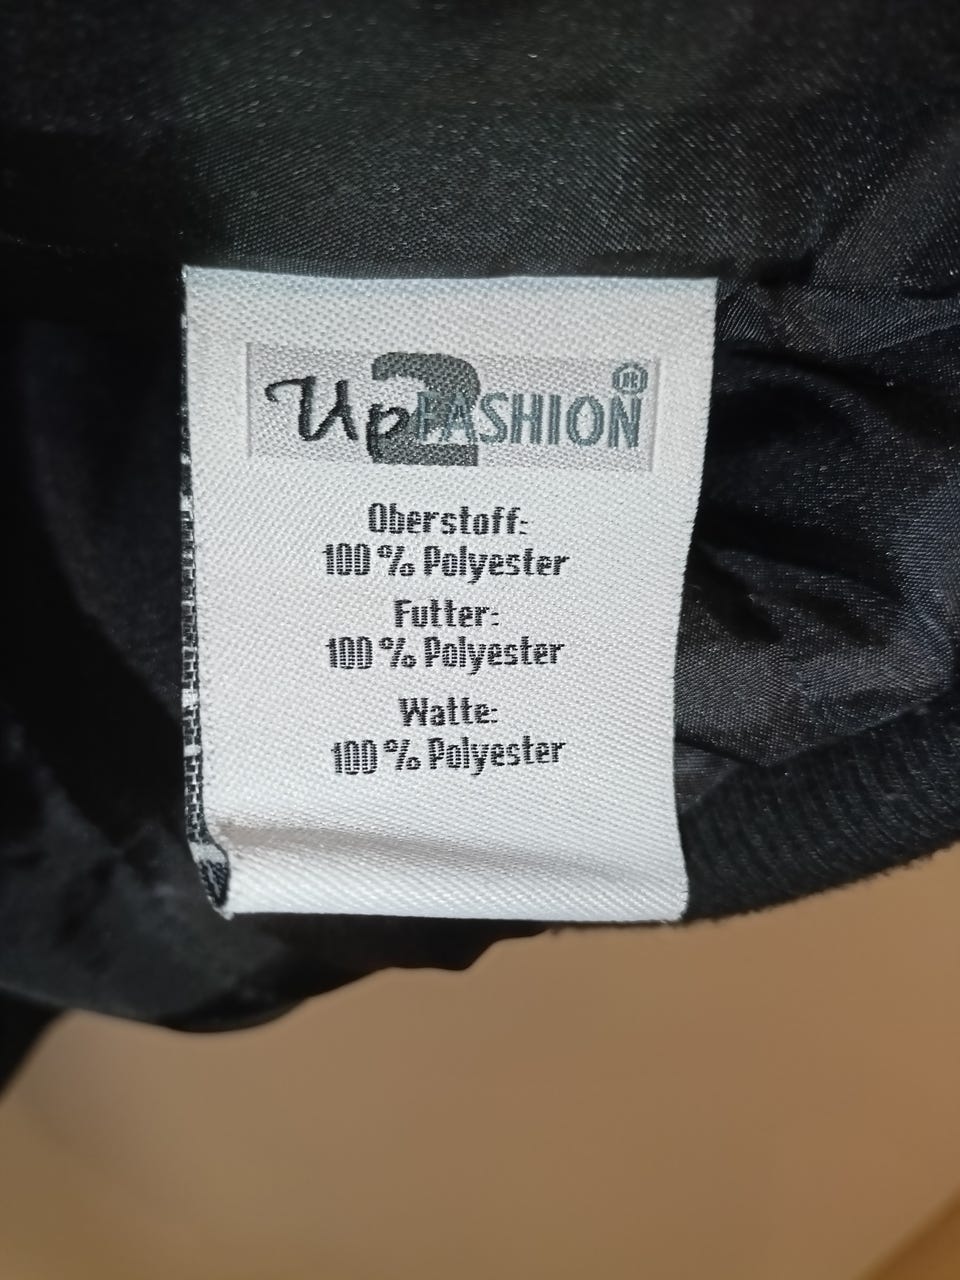 Up2FASHION®
Oberstoff:
100 % Polyester
Futter:
100 % Polyester
Watte:
100 % Polyester